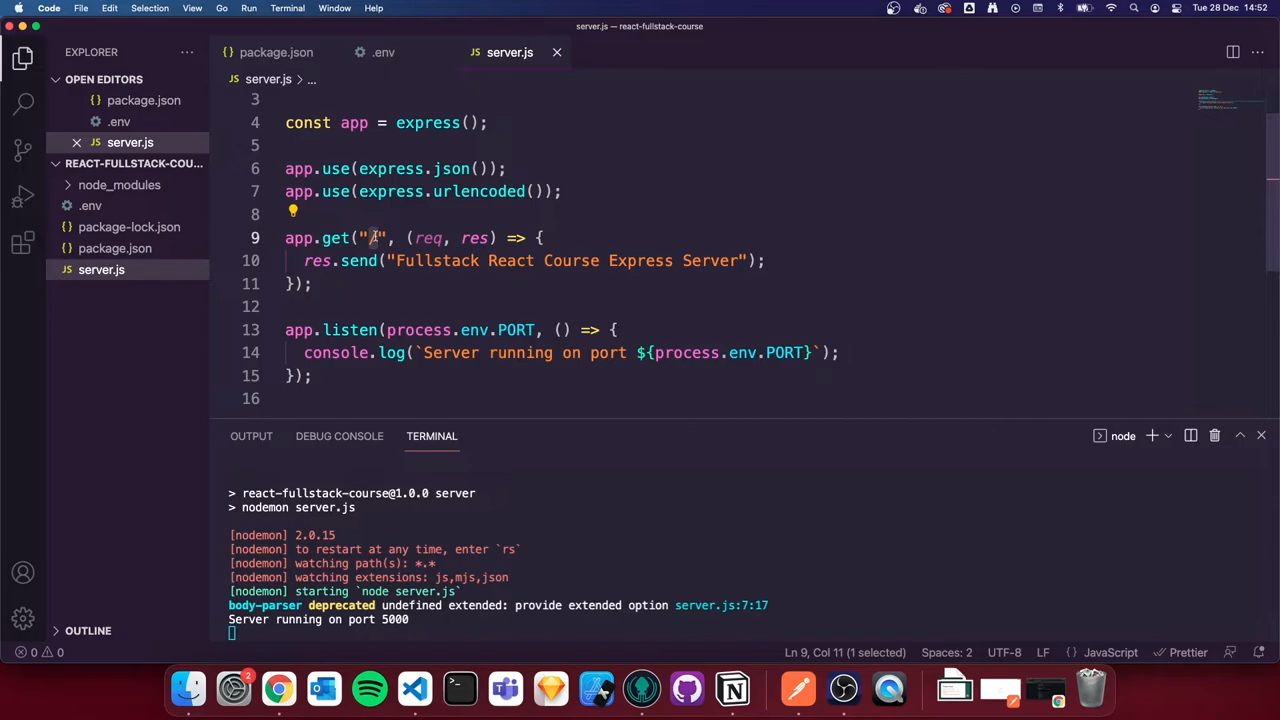 Code File Edit Selection View Go Run Terminal Window Help Tue 28 Dec 14:52
server.js — react-fullstack-course
EXPLORER
OPEN EDITORS
package.json
.env
JS server.js
REACT-FULLSTACK-COU...
node_modules
.env
package-lock.json
package.json
JS server.js
OUTLINE
{} package.json .env JS server.js
JS server.js > ...
3
4 const app = express();
5
6 app.use(express.json());
7 app.use(express.urlencoded());
8
9 app.get("/", (req, res) => {
10 res.send("Fullstack React Course Express Server");
11 });
12
13 app.listen(process.env.PORT, () => {
14 console.log(`Server running on port ${process.env.PORT}`);
15 });
16
OUTPUT DEBUG CONSOLE TERMINAL node
> react-fullstack-course@1.0.0 server
> nodemon server.js
[nodemon] 2.0.15
[nodemon] to restart at any time, enter `rs`
[nodemon] watching path(s): *.*
[nodemon] watching extensions: js,mjs,json
[nodemon] starting `node server.js`
body-parser deprecated undefined extended: provide extended option server.js:7:17
Server running on port 5000
0 0 Ln 9, Col 11 (1 selected) Spaces: 2 UTF-8 LF {} JavaScript Prettier
2